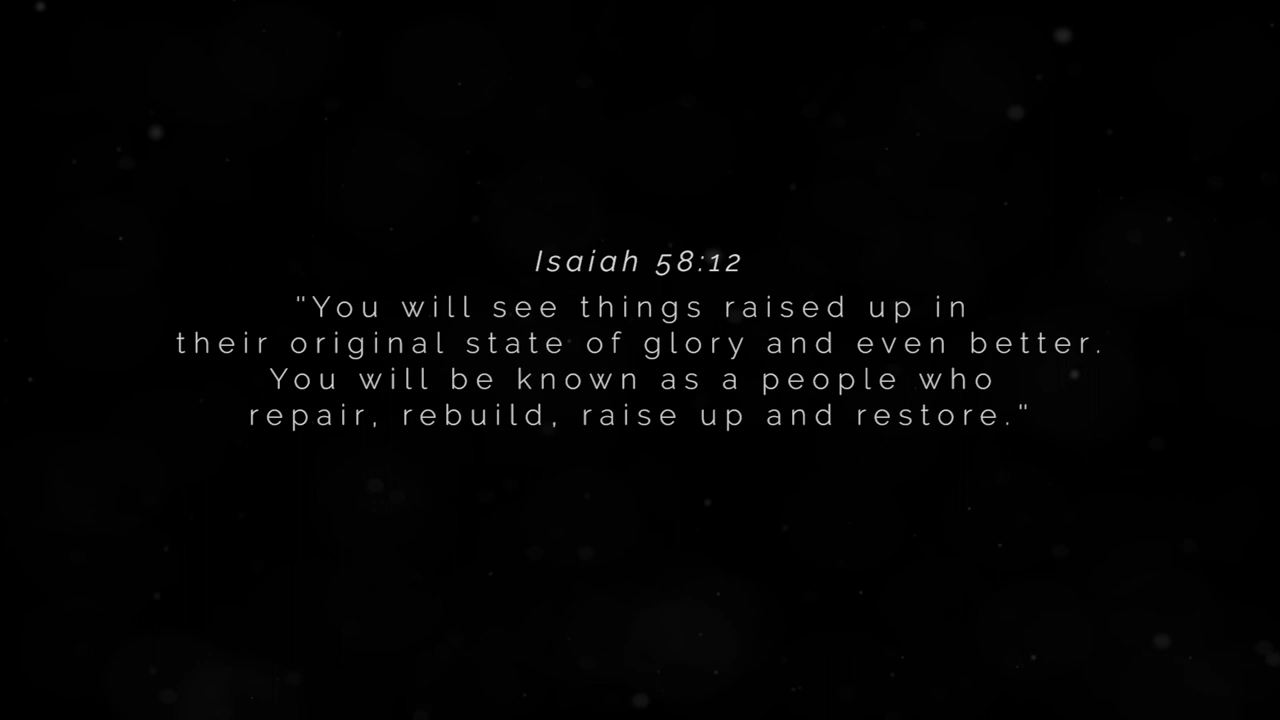 Isaiah 58:12
"You will see things raised up in
their original state of glory and even better.
You will be known as a people who
repair, rebuild, raise up and restore."